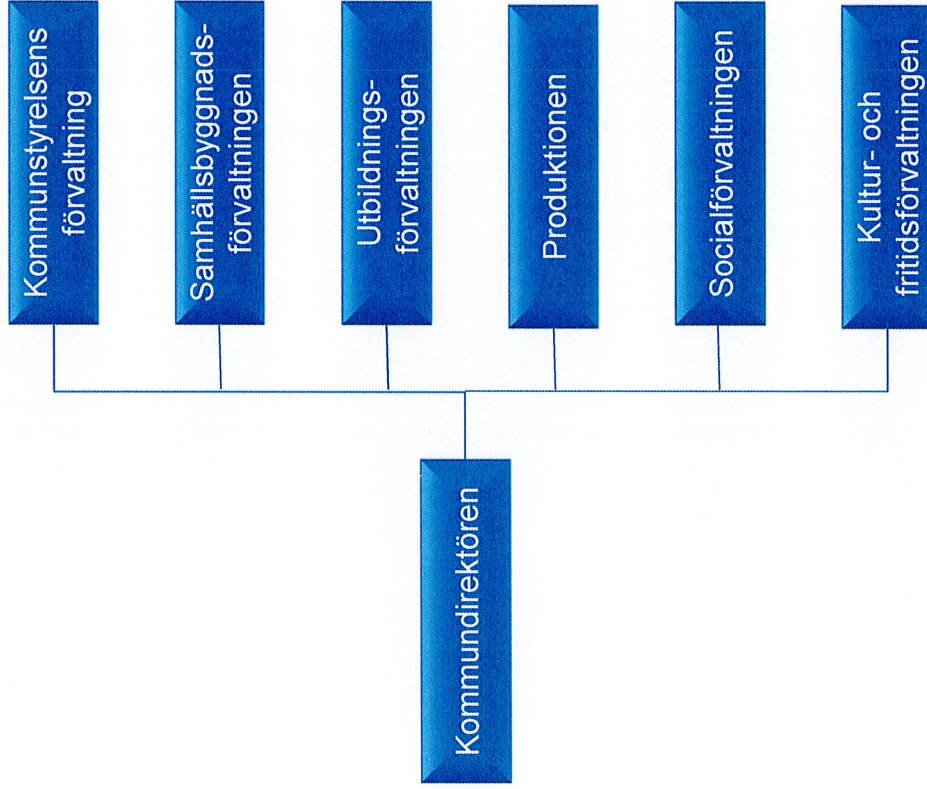 Kommundirektören
Kommunstyrelsens
förvaltning
Samhällsbyggnads-
förvaltningen
Utbildnings-
förvaltningen
Produktionen
Socialförvaltningen
Kultur- och
fritidsförvaltningen